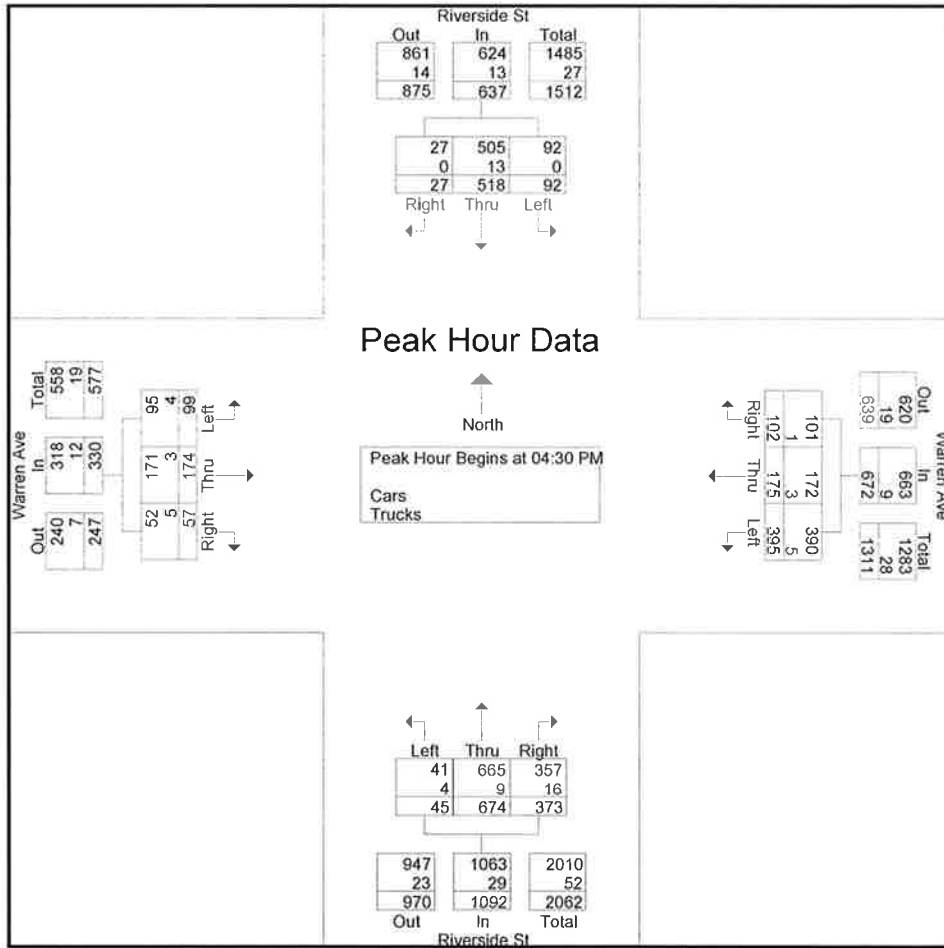 Riverside St
Out In Total
861 624 1485
14 13 27
875 637 1512
27 505 92
0 13 0
27 518 92
Right Thru Left
Peak Hour Data
North
Peak Hour Begins at 04:30 PM
Cars
Trucks
Warren Ave
Out In Total
240 318 558
7 12 19
247 330 577
52 171 95
5 3 4
57 174 99
Right Thru Left
Warren Ave
Out In Total
620 663 1283
19 9 28
639 672 1311
101 172 390
1 3 5
102 175 395
Right Thru Left
Left Thru Right
41 665 357
4 9 16
45 674 373
947 1063 2010
23 29 52
970 1092 2062
Out In Total
Riverside St